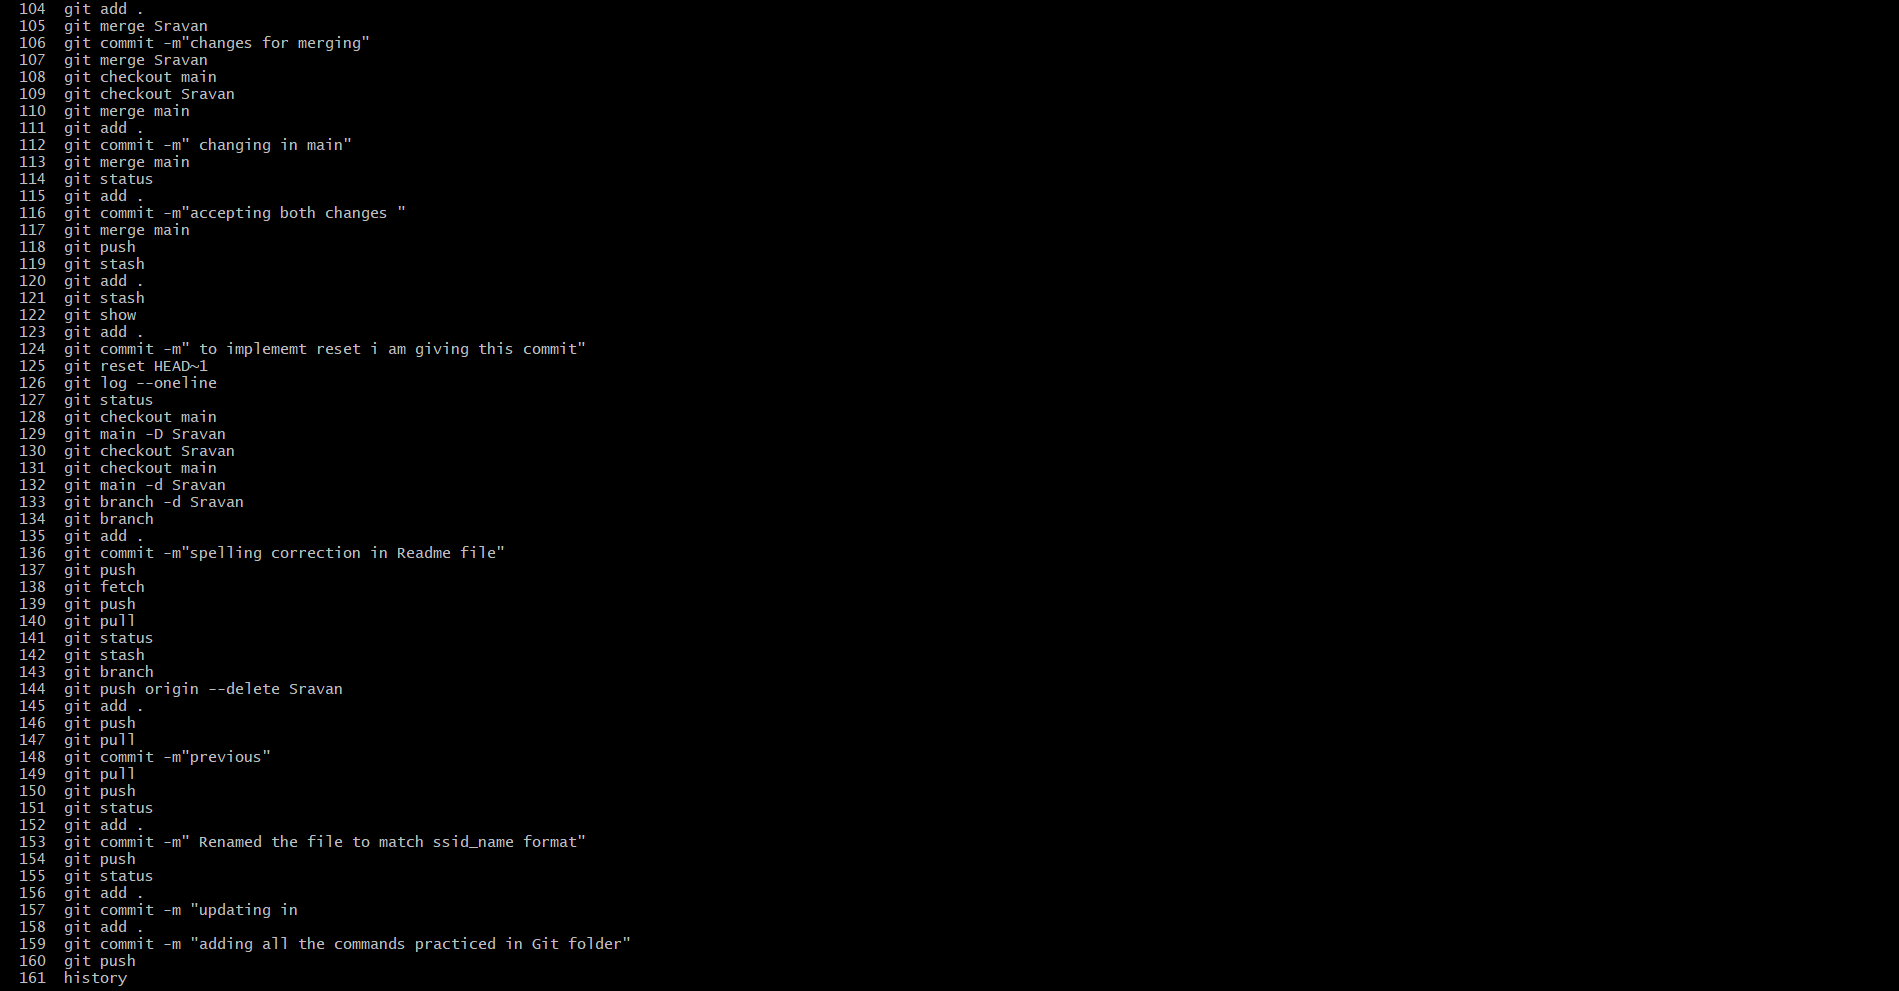 104  git add .
105  git merge Sravan
106  git commit -m"changes for merging"
107  git merge Sravan
108  git checkout main
109  git checkout Sravan
110  git merge main
111  git add .
112  git commit -m" changing in main"
113  git merge main
114  git status
115  git add .
116  git commit -m"accepting both changes "
117  git merge main
118  git push
119  git stash
120  git add .
121  git stash
122  git show
123  git add .
124  git commit -m" to implememt reset i am giving this commit"
125  git reset HEAD~1
126  git log --oneline
127  git status
128  git checkout main
129  git main -D Sravan
130  git checkout Sravan
131  git checkout main
132  git main -d Sravan
133  git branch -d Sravan
134  git branch
135  git add .
136  git commit -m"spelling correction in Readme file"
137  git push
138  git fetch
139  git push
140  git pull
141  git status
142  git stash
143  git branch
144  git push origin --delete Sravan
145  git add .
146  git push
147  git pull
148  git commit -m"previous"
149  git pull
150  git push
151  git status
152  git add .
153  git commit -m" Renamed the file to match ssid_name format"
154  git push
155  git status
156  git add .
157  git commit -m "updating in
158  git add .
159  git commit -m "adding all the commands practiced in Git folder"
160  git push
161  history